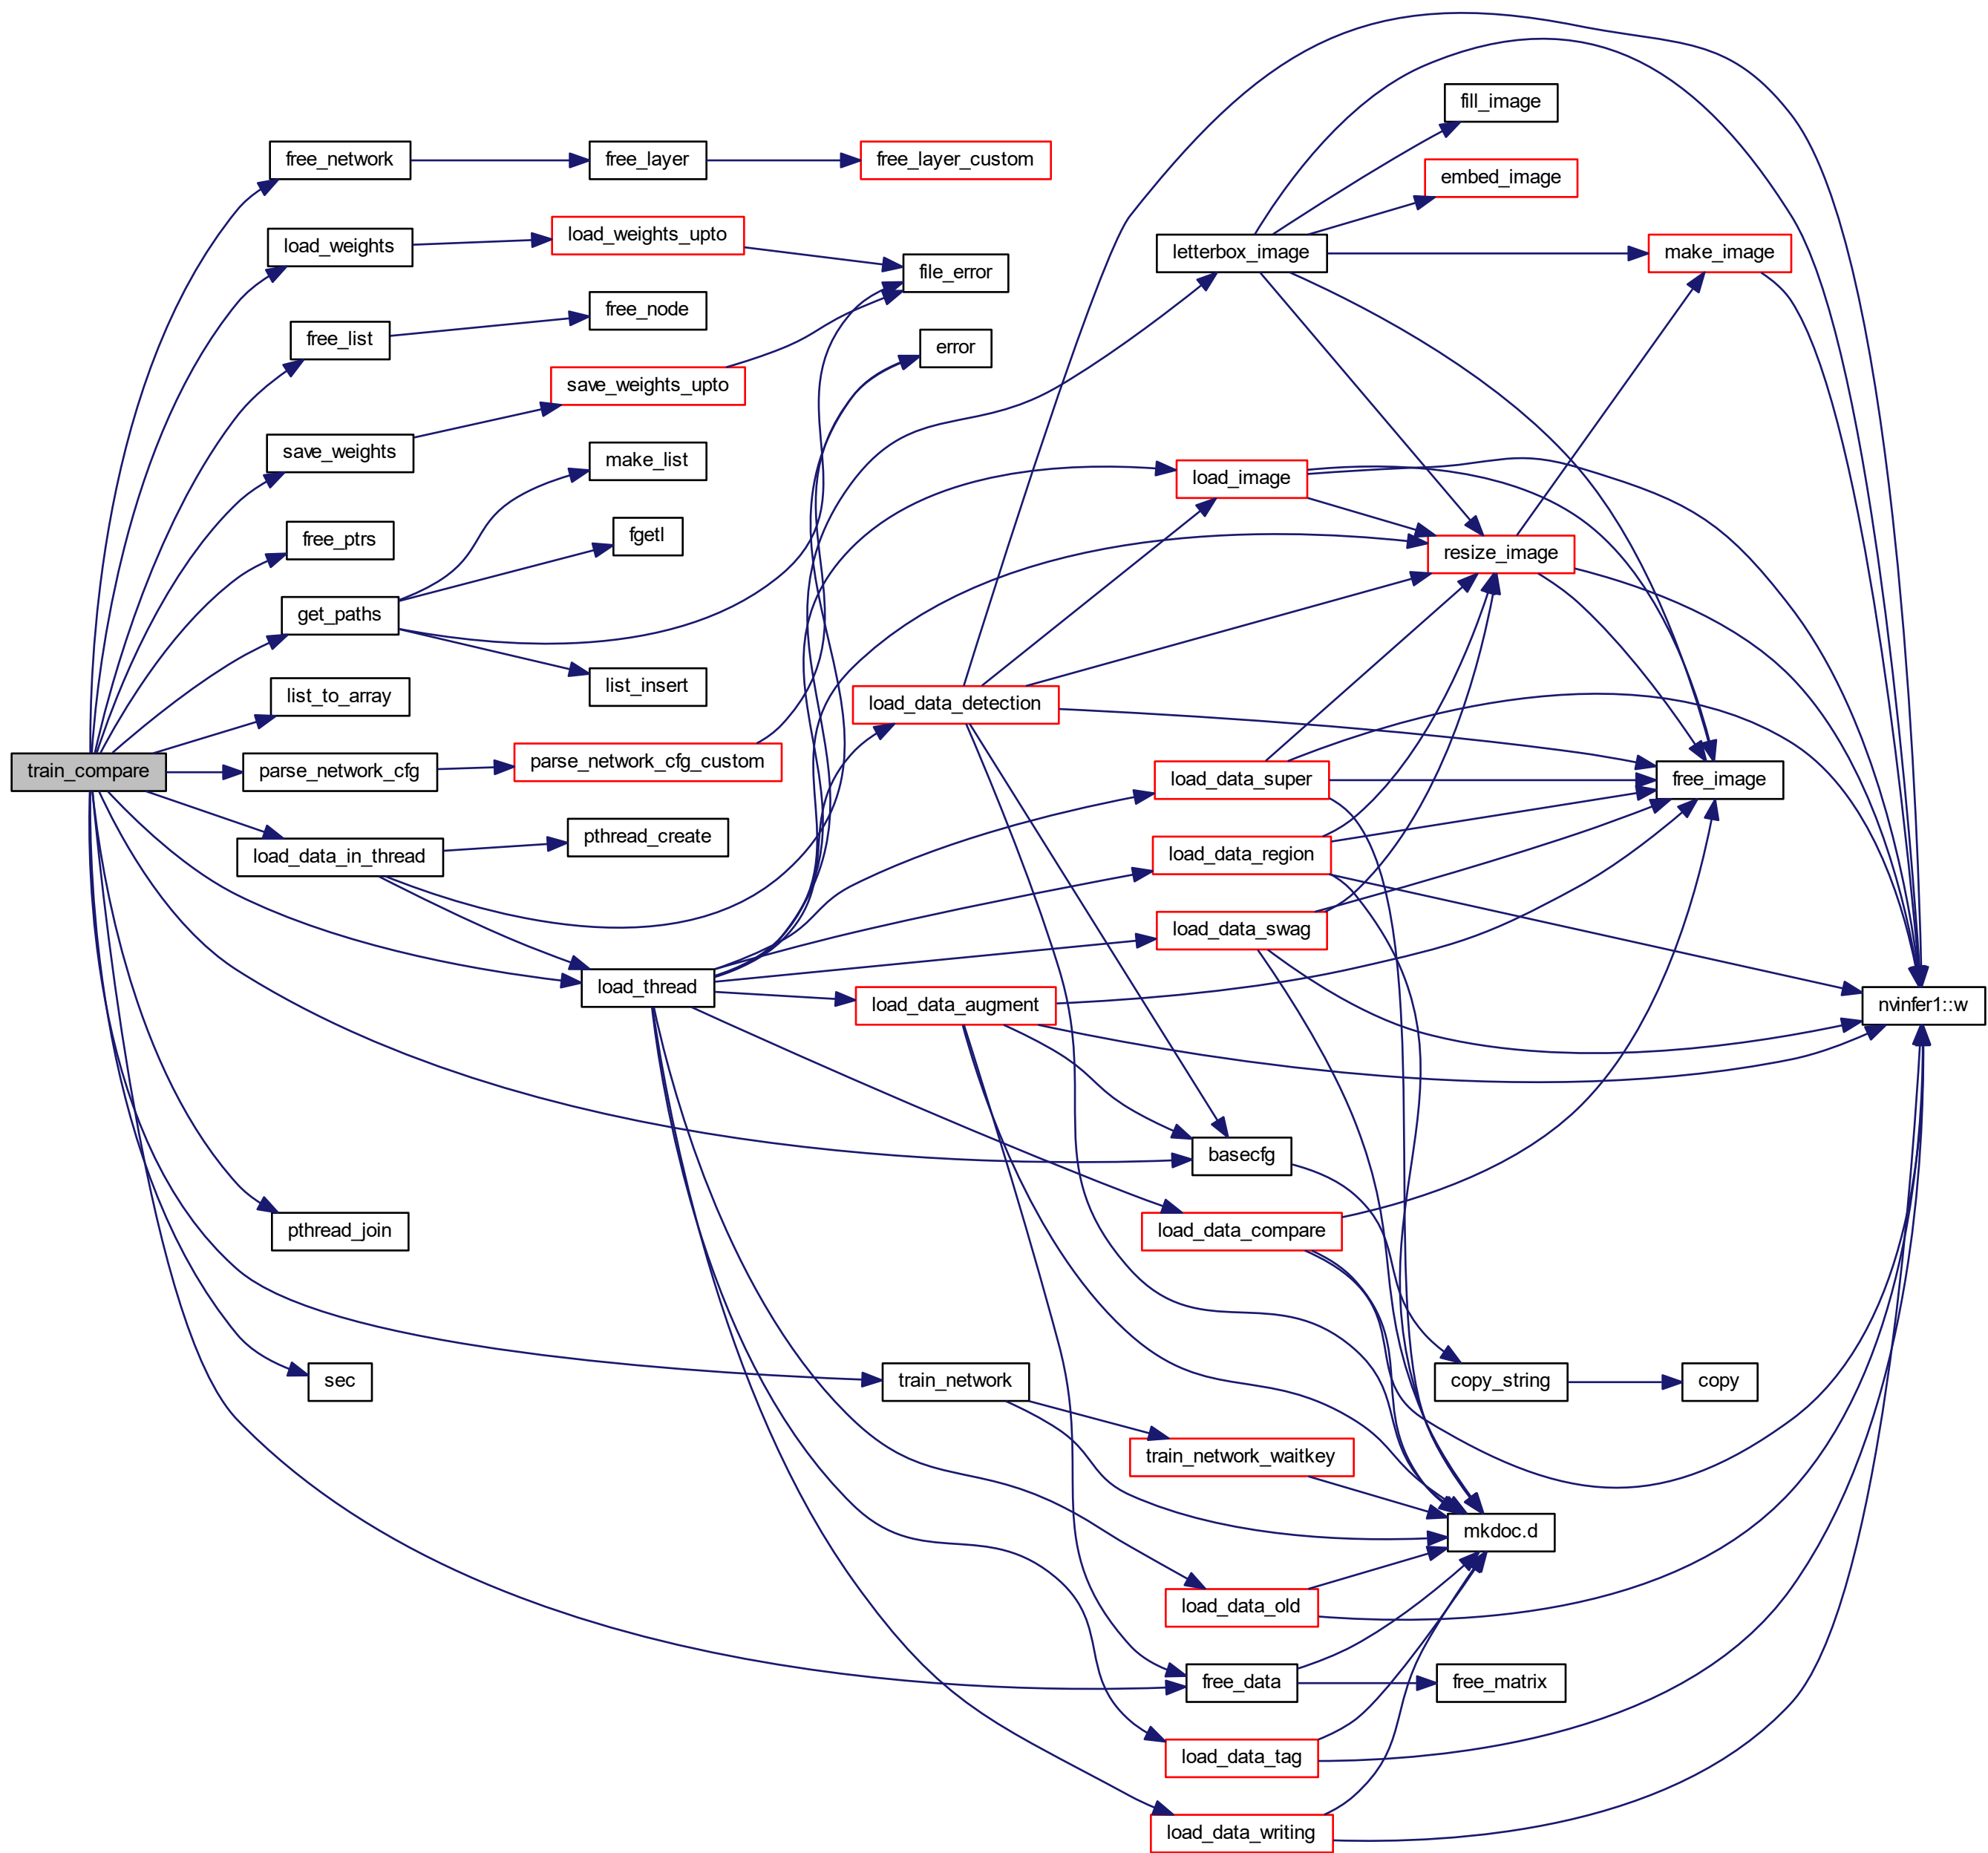 fill_image
free_network
free_layer
free_layer_custom
embed_image
load_weights
load_weights_upto
file_error
letterbox_image
make_image
free_list
free_node
error
save_weights_upto
save_weights
make_list
load_image
free_ptrs
fgetl
resize_image
get_paths
list_insert
list_to_array
load_data_detection
train_compare
parse_network_cfg
parse_network_cfg_custom
load_data_super
free_image
load_data_in_thread
pthread_create
load_data_region
load_data_swag
load_thread
load_data_augment
nvinfer1::w
basecfg
pthread_join
load_data_compare
sec
train_network
copy_string
copy
train_network_waitkey
mkdoc.d
load_data_old
free_data
free_matrix
load_data_tag
load_data_writing